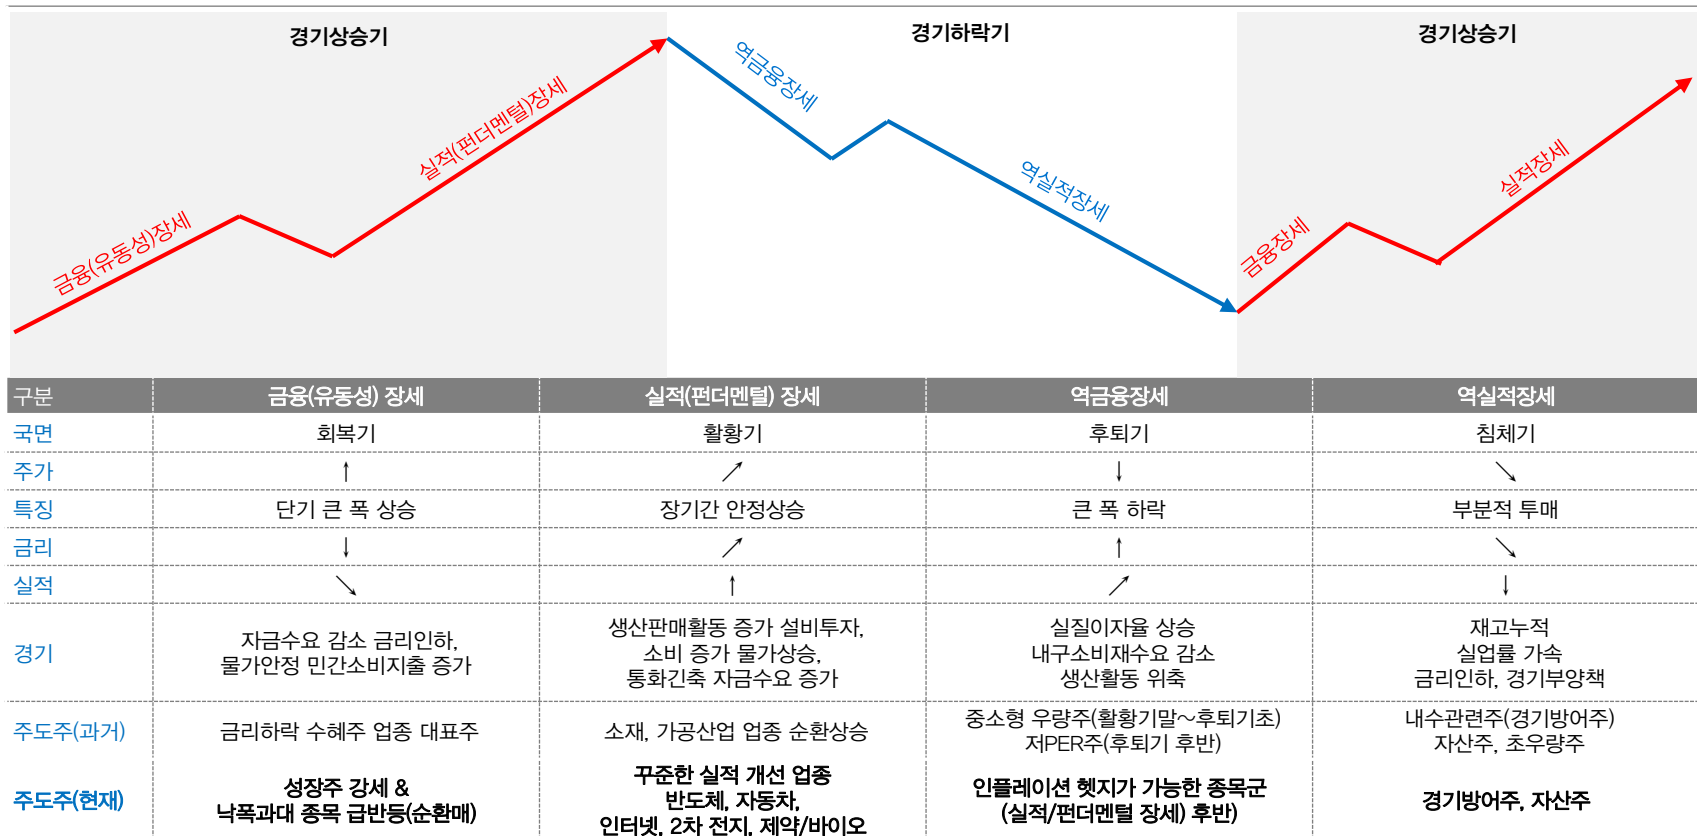 경기상승기
경기하락기
경기상승기
금융(유동성)장세
실적(펀더멘털)장세
역금융장세
역실적장세
금융장세
실적장세
구분 금융(유동성) 장세 실적(펀더멘털) 장세 역금융장세 역실적장세
국면 회복기 활황기 후퇴기 침체기
주가 ↑ ↗ ↓ ↘
특징 단기 큰 폭 상승 장기간 안정상승 큰 폭 하락 부분적 투매
금리 ↓ ↗ ↑ ↘
실적 ↘ ↑ ↗ ↓
경기
자금수요 감소 금리인하,
물가안정 민간소비지출 증가
생산판매활동 증가 설비투자,
소비 증가 물가상승,
통화긴축 자금수요 증가
실질이자율 상승
내구소비재수요 감소
생산활동 위축
재고누적
실업률 가속
금리인하, 경기부양책
주도주(과거)
금리하락 수혜주 업종 대표주
소재, 가공산업 업종 순환상승
중소형 우량주(활황기말~후퇴기초)
저PER주(후퇴기 후반)
내수관련주(경기방어주)
자산주, 초우량주
주도주(현재)
성장주 강세 &
낙폭과대 종목 급반등(순환매)
꾸준한 실적 개선 업종
반도체, 자동차,
인터넷, 2차 전지, 제약/바이오
인플레이션 헷지가 가능한 종목군
(실적/펀더멘털 장세) 후반)
경기방어주, 자산주